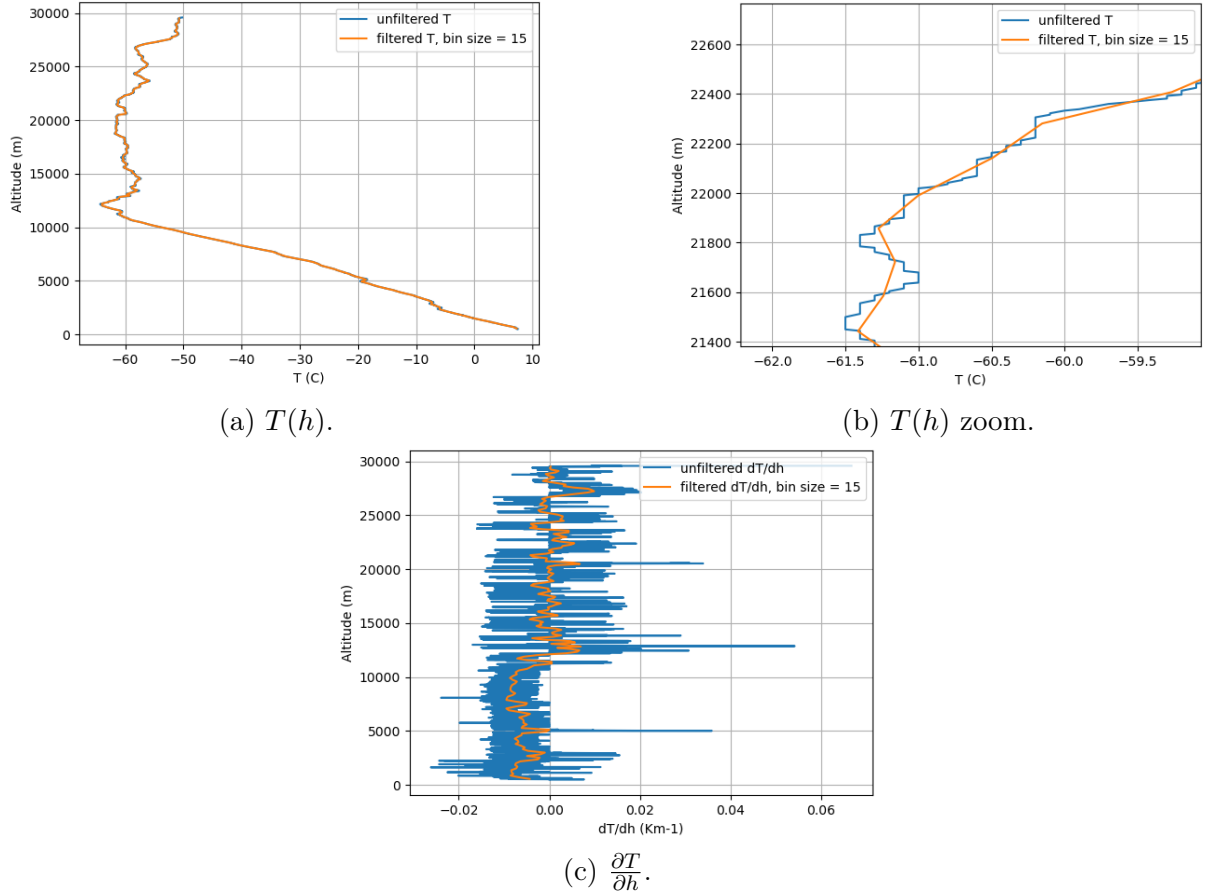 unfiltered T
filtered T, bin size = 15
30000
25000
20000
15000
10000
5000
0
Altitude (m)
−60
−50
−40
−30
−20
−10
0
10
T (C)
(a) T(h).
unfiltered T
filtered T, bin size = 15
22600
22400
22200
22000
21800
21600
21400
Altitude (m)
−62.0
−61.5
−61.0
−60.5
−60.0
−59.5
T (C)
(b) T(h) zoom.
unfiltered dT/dh
filtered dT/dh, bin size = 15
30000
25000
20000
15000
10000
5000
0
Altitude (m)
−0.02
0.00
0.02
0.04
0.06
dT/dh (Km-1)
(c) ∂T/∂h.